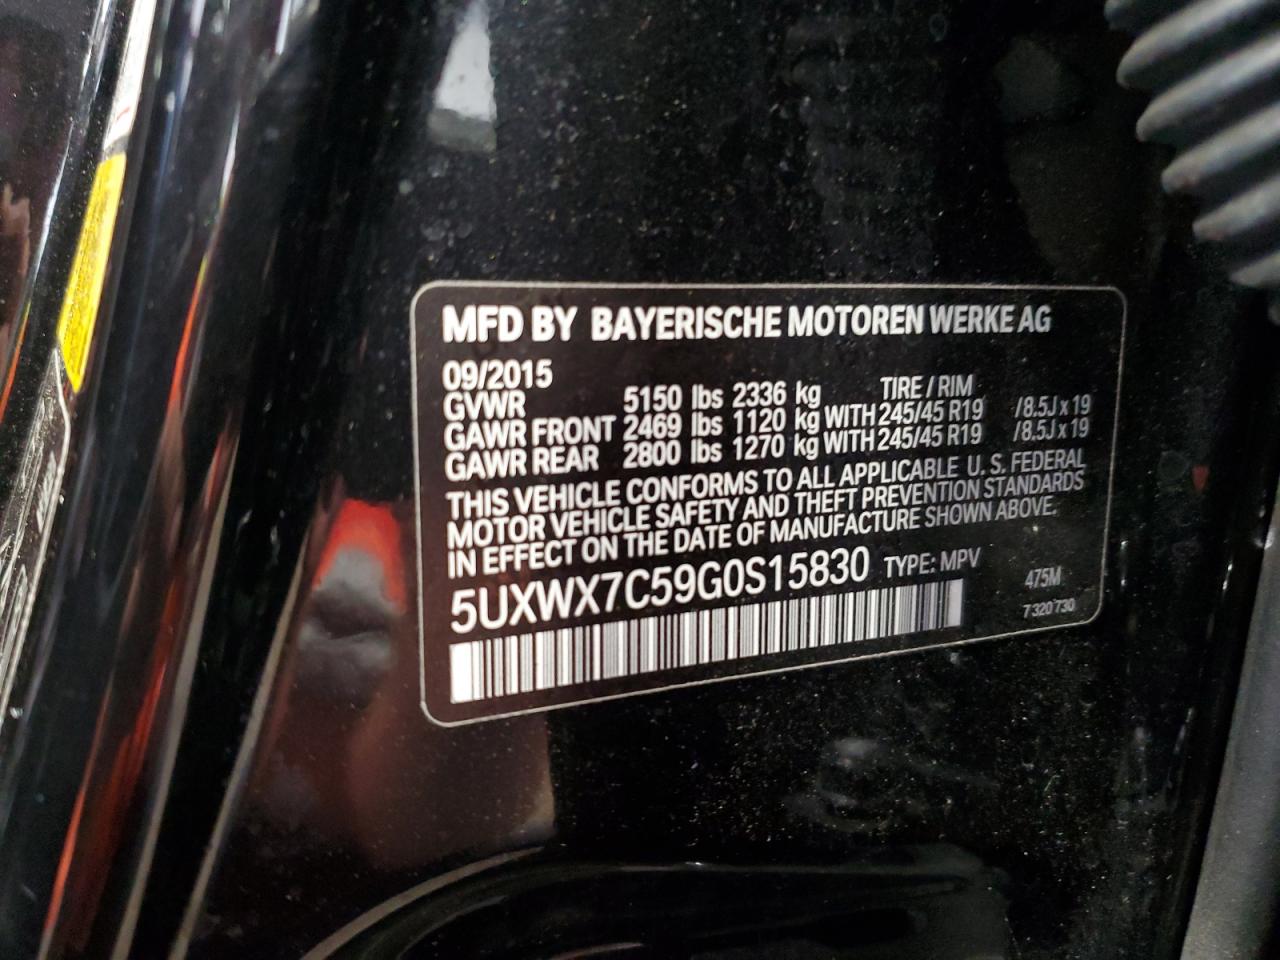 MFD BY BAYERISCHE MOTOREN WERKE AG
09/2015
GVWR 5150 lbs 2336 kg TIRE / RIM
GAWR FRONT 2469 lbs 1120 kg WITH 245/45 R19 /8.5J x 19
GAWR REAR 2800 lbs 1270 kg WITH 245/45 R19 /8.5J x 19
THIS VEHICLE CONFORMS TO ALL APPLICABLE U. S. FEDERAL
MOTOR VEHICLE SAFETY AND THEFT PREVENTION STANDARDS
IN EFFECT ON THE DATE OF MANUFACTURE SHOWN ABOVE.
5UXWX7C59G0S15830 TYPE: MPV
475M
7 320 730